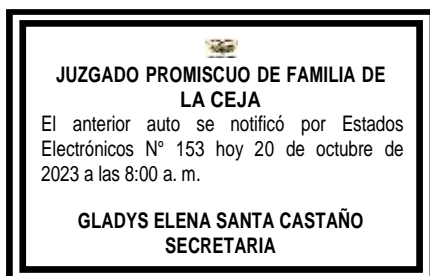 JUZGADO PROMISCUO DE FAMILIA DE
LA CEJA
El anterior auto se notificó por Estados
Electrónicos N° 153 hoy 20 de octubre de
2023 a las 8:00 a. m.
GLADYS ELENA SANTA CASTAÑO
SECRETARIA